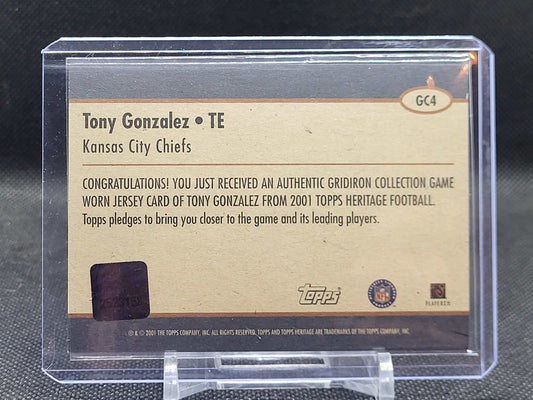 GC4
Tony Gonzalez • TE
Kansas City Chiefs
CONGRATULATIONS! YOU JUST RECEIVED AN AUTHENTIC GRIDIRON COLLECTION GAME
WORN JERSEY CARD OF TONY GONZALEZ FROM 2001 TOPPS HERITAGE FOOTBALL.
Topps pledges to bring you closer to the game and its leading players.
topps
NFL
PLAYERS
® & © 2001 THE TOPPS COMPANY, INC. ALL RIGHTS RESERVED. TOPPS AND TOPPS HERITAGE ARE TRADEMARKS OF THE TOPPS COMPANY, INC.